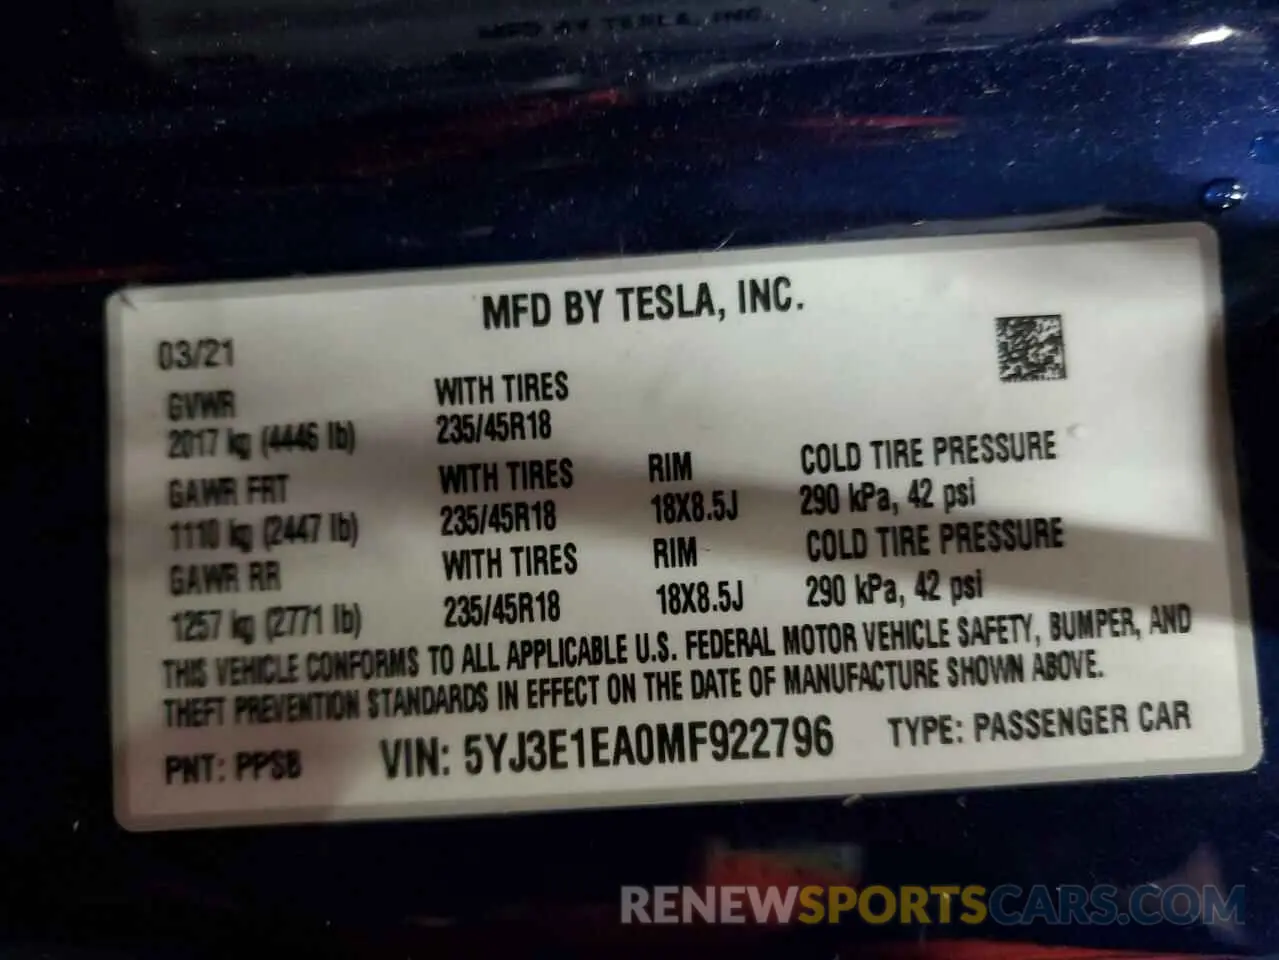 MFD BY TESLA, INC.
MFD BY TESLA, INC.
03/21
GVWR
2017 kg (4446 lb)
WITH TIRES
235/45R18
GAWR FRT
1110 kg (2447 lb)
WITH TIRES
235/45R18
RIM
18X8.5J
COLD TIRE PRESSURE
290 kPa, 42 psi
GAWR RR
1257 kg (2771 lb)
WITH TIRES
235/45R18
RIM
18X8.5J
COLD TIRE PRESSURE
290 kPa, 42 psi
THIS VEHICLE CONFORMS TO ALL APPLICABLE U.S. FEDERAL MOTOR VEHICLE SAFETY, BUMPER, AND
THEFT PREVENTION STANDARDS IN EFFECT ON THE DATE OF MANUFACTURE SHOWN ABOVE.
PNT: PPSB VIN: 5YJ3E1EA0MF922796 TYPE: PASSENGER CAR
RENEWSPORTSCARS.COM